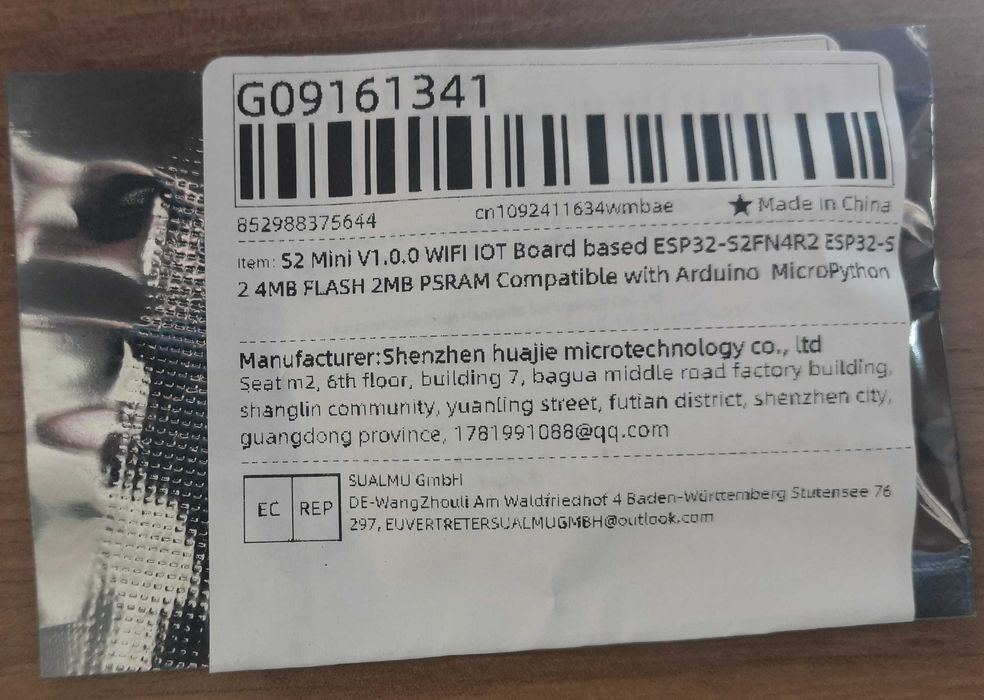 G09161341
852988375644 cn1092411634wmbae ★ Made In China
Item: S2 Mini V1.0.0 WIFI IOT Board based ESP32-S2FN4R2 ESP32-S
2 4MB FLASH 2MB PSRAM Compatible with Arduino MicroPython
Manufacturer:Shenzhen huajie microtechnology co., ltd
Seat m2, 6th floor, building 7, bagua middle road factory building,
shanglin community, yuanling street, futian district, shenzhen city,
guangdong province, 1781991088@qq.com
EC REP
SUALMU GmbH
DE-WangZhouli Am Waldfriedhof 4 Baden-Württemberg Stutensee 76
297, EUVERTRETERSUALMUGMBH@outlook.com